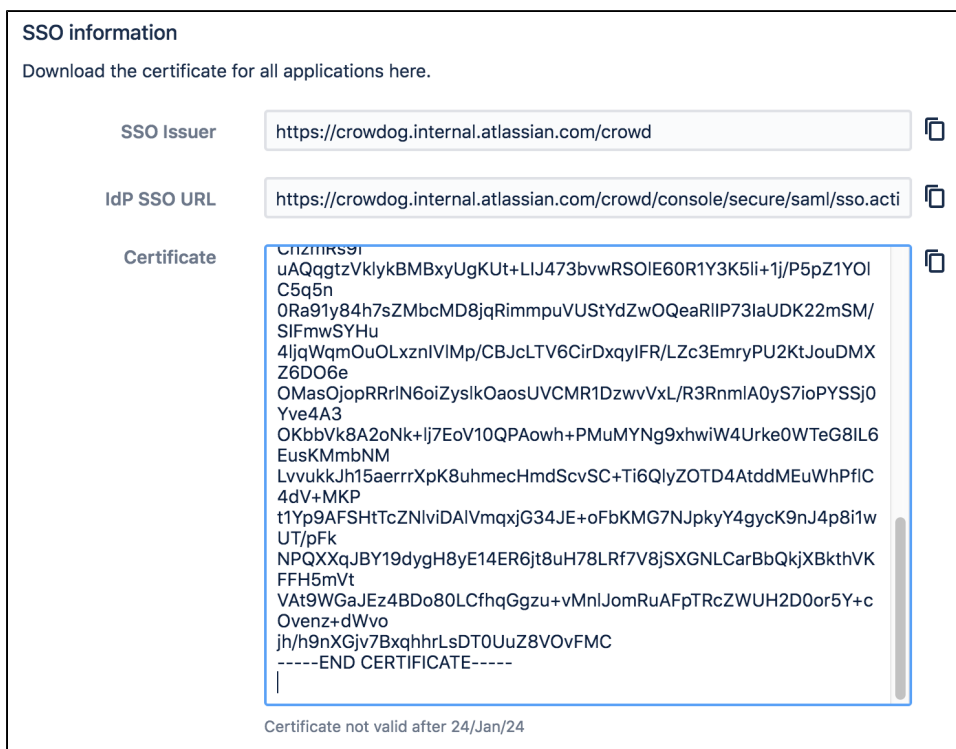 SSO information
Download the certificate for all applications here.
SSO Issuer
https://crowdog.internal.atlassian.com/crowd
IdP SSO URL
https://crowdog.internal.atlassian.com/crowd/console/secure/saml/sso.acti
Certificate
uAQqgtzVklykBMBxyUgKUt+LIJ473bvwRSOlE60R1Y3K5li+1j/P5pZ1YOl
C5q5n
0Ra91y84h7sZMbcMD8jqRimmpuVUStYdZwOQeaRlIP73IaUDK22mSM/
SIFmwSYHu
4ljqWqmOuOLxznIVlMp/CBJcLTV6CirDxqyIFR/LZc3EmryPU2KtJouDMX
Z6DO6e
OMasOjopRRrlN6oiZyslkOaosUVCMR1DzwvVxL/R3RnmlA0yS7ioPYSSj0
Yve4A3
OKbbVk8A2oNk+lj7EoV10QPAowh+PMuMYNg9xhwiW4Urke0WTeG8IL6
EusKMmbNM
LvvukkJh15aerrrXpK8uhmecHmdScvSC+Ti6QlyZOTD4AtddMEuWhPflC
4dV+MKP
t1Yp9AFSHtTcZNlviDAlVmqxjG34JE+oFbKMG7NJpkyY4gycK9nJ4p8i1w
UT/pFk
NPQXXqJBY19dygH8yE14ER6jt8uH78LRf7V8jSXGNLCarBbQkjXBkthVK
FFH5mVt
VAt9WGaJEz4BDo80LCfhqGgzu+vMnlJomRuAFpTRcZWUH2D0or5Y+c
Ovenz+dWvo
jh/h9nXGjv7BxqhhrLsDT0UuZ8VOvFMC
-----END CERTIFICATE-----
Certificate not valid after 24/Jan/24